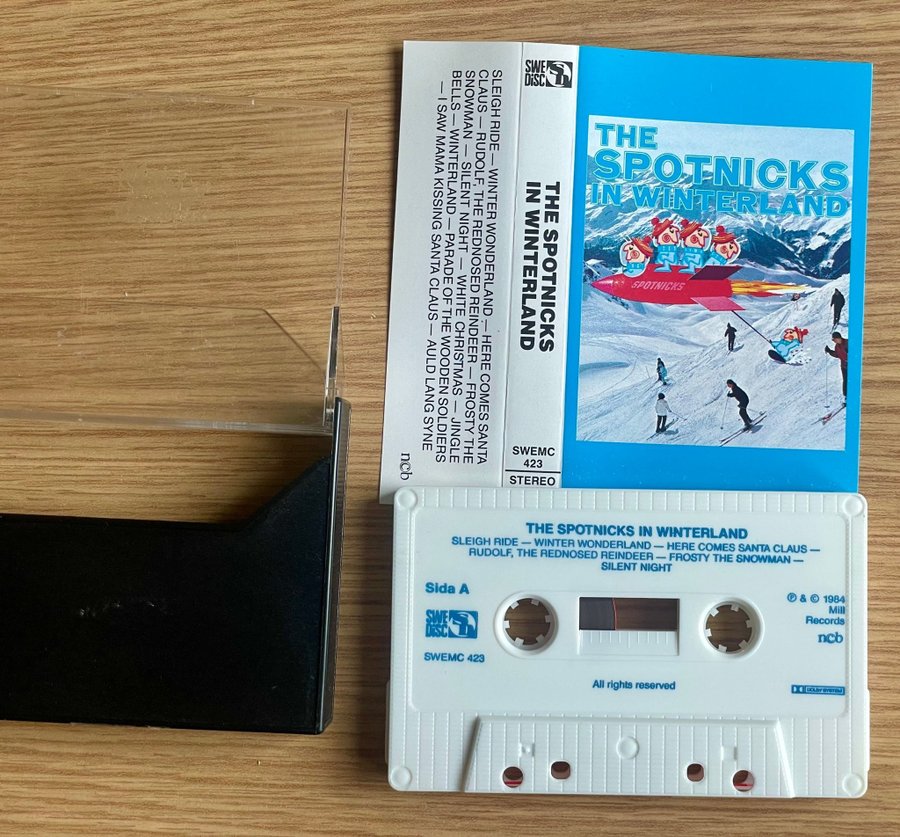 SLEIGH RIDE — WINTER WONDERLAND — HERE COMES SANTA
CLAUS — RUDOLF, THE REDNOSED REINDEER — FROSTY THE
SNOWMAN — SILENT NIGHT — WHITE CHRISTMAS — JINGLE
BELLS — WINTERLAND — PARADE OF THE WOODEN SOLDIERS
— I SAW MAMA KISSING SANTA CLAUS — AULD LANG SYNE
ncb
SWE
DISC
THE SPOTNICKS
IN WINTERLAND
SWEMC
423
STEREO
THE
SPOTNICKS
IN WINTERLAND
SPOTNICKS
THE SPOTNICKS IN WINTERLAND
SLEIGH RIDE — WINTER WONDERLAND — HERE COMES SANTA CLAUS —
RUDOLF, THE REDNOSED REINDEER — FROSTY THE SNOWMAN —
SILENT NIGHT
Sida A
SWE
DISC
SWEMC 423
℗ & © 1984
Mill
Records
ncb
All rights reserved
DOLBY SYSTEM